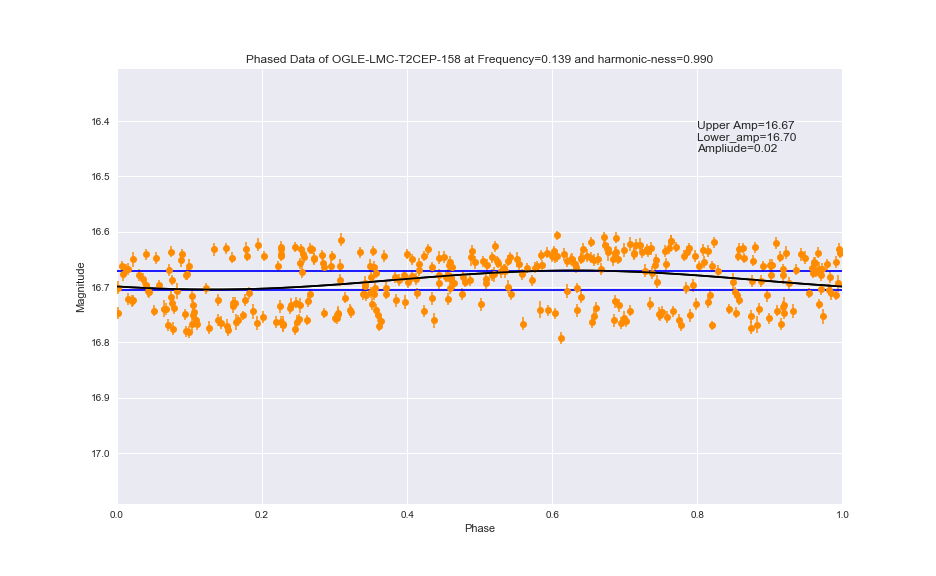 Phased Data of OGLE-LMC-T2CEP-158 at Frequency=0.139 and harmonic-ness=0.990
Upper Amp=16.67
Lower_amp=16.70
Ampliude=0.02
Magnitude
16.4
16.5
16.6
16.7
16.8
16.9
17.0
0.0
0.2
0.4
0.6
0.8
1.0
Phase